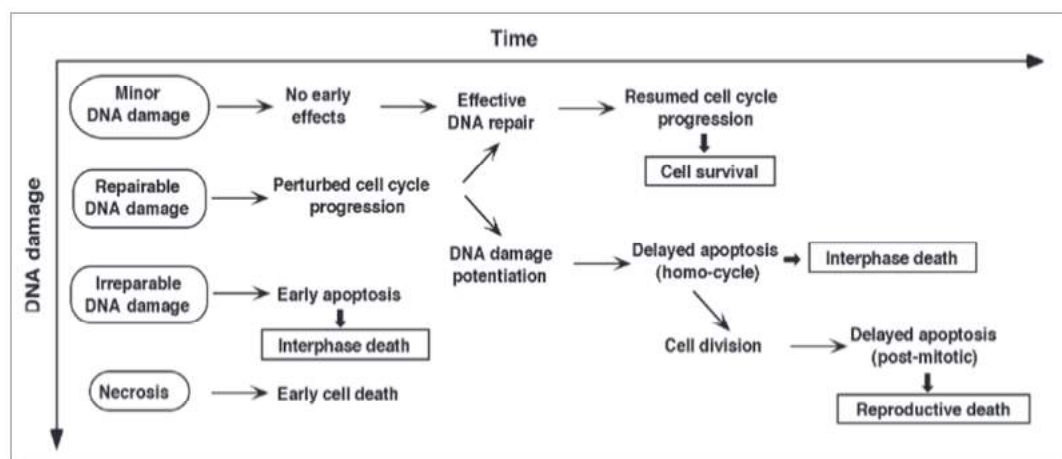 Time
DNA damage
Minor
DNA damage
No early
effects
Effective
DNA repair
Resumed cell cycle
progression
Cell survival
Repairable
DNA damage
Perturbed cell cycle
progression
DNA damage
potentiation
Delayed apoptosis
(homo-cycle)
Interphase death
Irreparable
DNA damage
Early apoptosis
Interphase death
Cell division
Delayed apoptosis
(post-mitotic)
Reproductive death
Necrosis
Early cell death